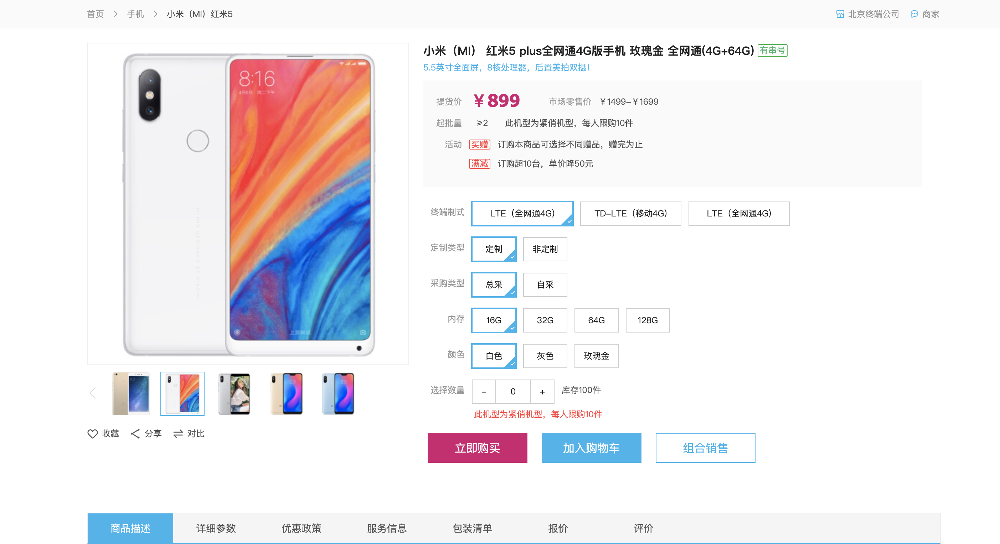 首页 > 手机 > 小米（MI）红米5
北京终端公司 商家
8:16
4月6日 周二下午
上滑解锁
收藏 分享 对比
小米（MI） 红米5 plus全网通4G版手机 玫瑰金 全网通(4G+64G) 有串号
5.5英寸全面屏，8核处理器，后置美拍双摄！
提货价 ¥899 市场零售价 ¥1499-¥1699
起批量 ≥2 此机型为紧俏机型，每人限购10件
活动 买赠 订购本商品可选择不同赠品，赠完为止
满减 订购超10台，单价降50元
终端制式 LTE（全网通4G） TD-LTE（移动4G） LTE（全网通4G）
定制类型 定制 非定制
采购类型 总采 自采
内存 16G 32G 64G 128G
颜色 白色 灰色 玫瑰金
选择数量 － 0 + 库存100件
此机型为紧俏机型，每人限购10件
立即购买 加入购物车 组合销售
商品描述 详细参数 优惠政策 服务信息 包装清单 报价 评价